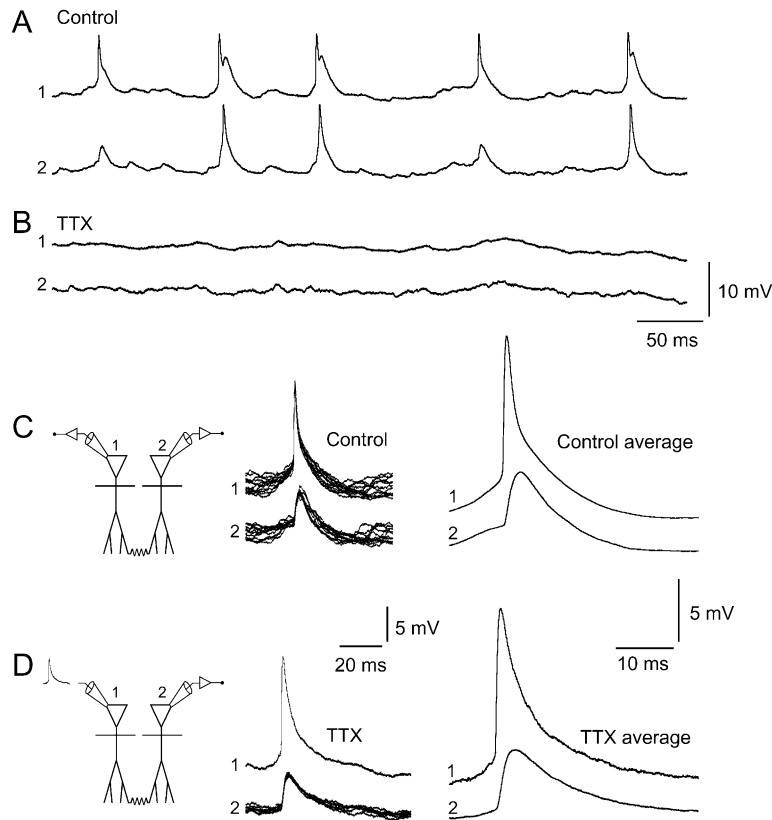 A
Control
1
2
B
TTX
1
2
10 mV
50 ms
C
1
2
Control
1
2
Control average
1
2
5 mV
20 ms
5 mV
10 ms
D
1
2
TTX
1
2
TTX average
1
2